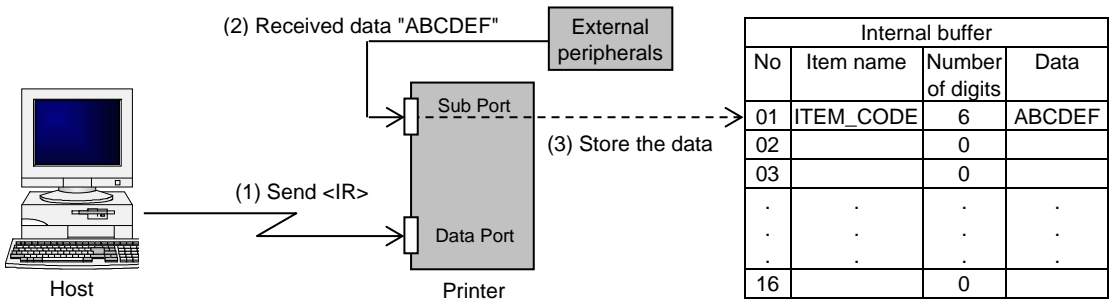 (2) Received data "ABCDEF"
External
peripherals
Sub Port
(3) Store the data
(1) Send <IR>
Data Port
Host
Printer
Internal buffer
No Item name Number of digits Data
01 ITEM_CODE 6 ABCDEF
02 0
03 0
. . . .
. . . .
. . . .
16 0